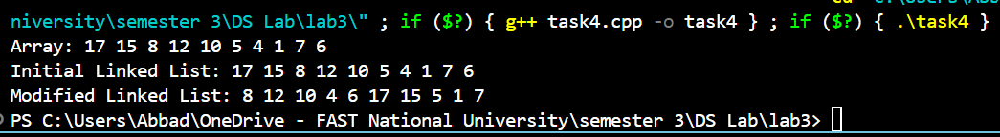 niversity\semester 3\DS Lab\lab3\" ; if ($?) { g++ task4.cpp -o task4 } ; if ($?) { .\task4 }
Array: 17 15 8 12 10 5 4 1 7 6
Initial Linked List: 17 15 8 12 10 5 4 1 7 6
Modified Linked List: 8 12 10 4 6 17 15 5 1 7
PS C:\Users\Abbad\OneDrive - FAST National University\semester 3\DS Lab\lab3>